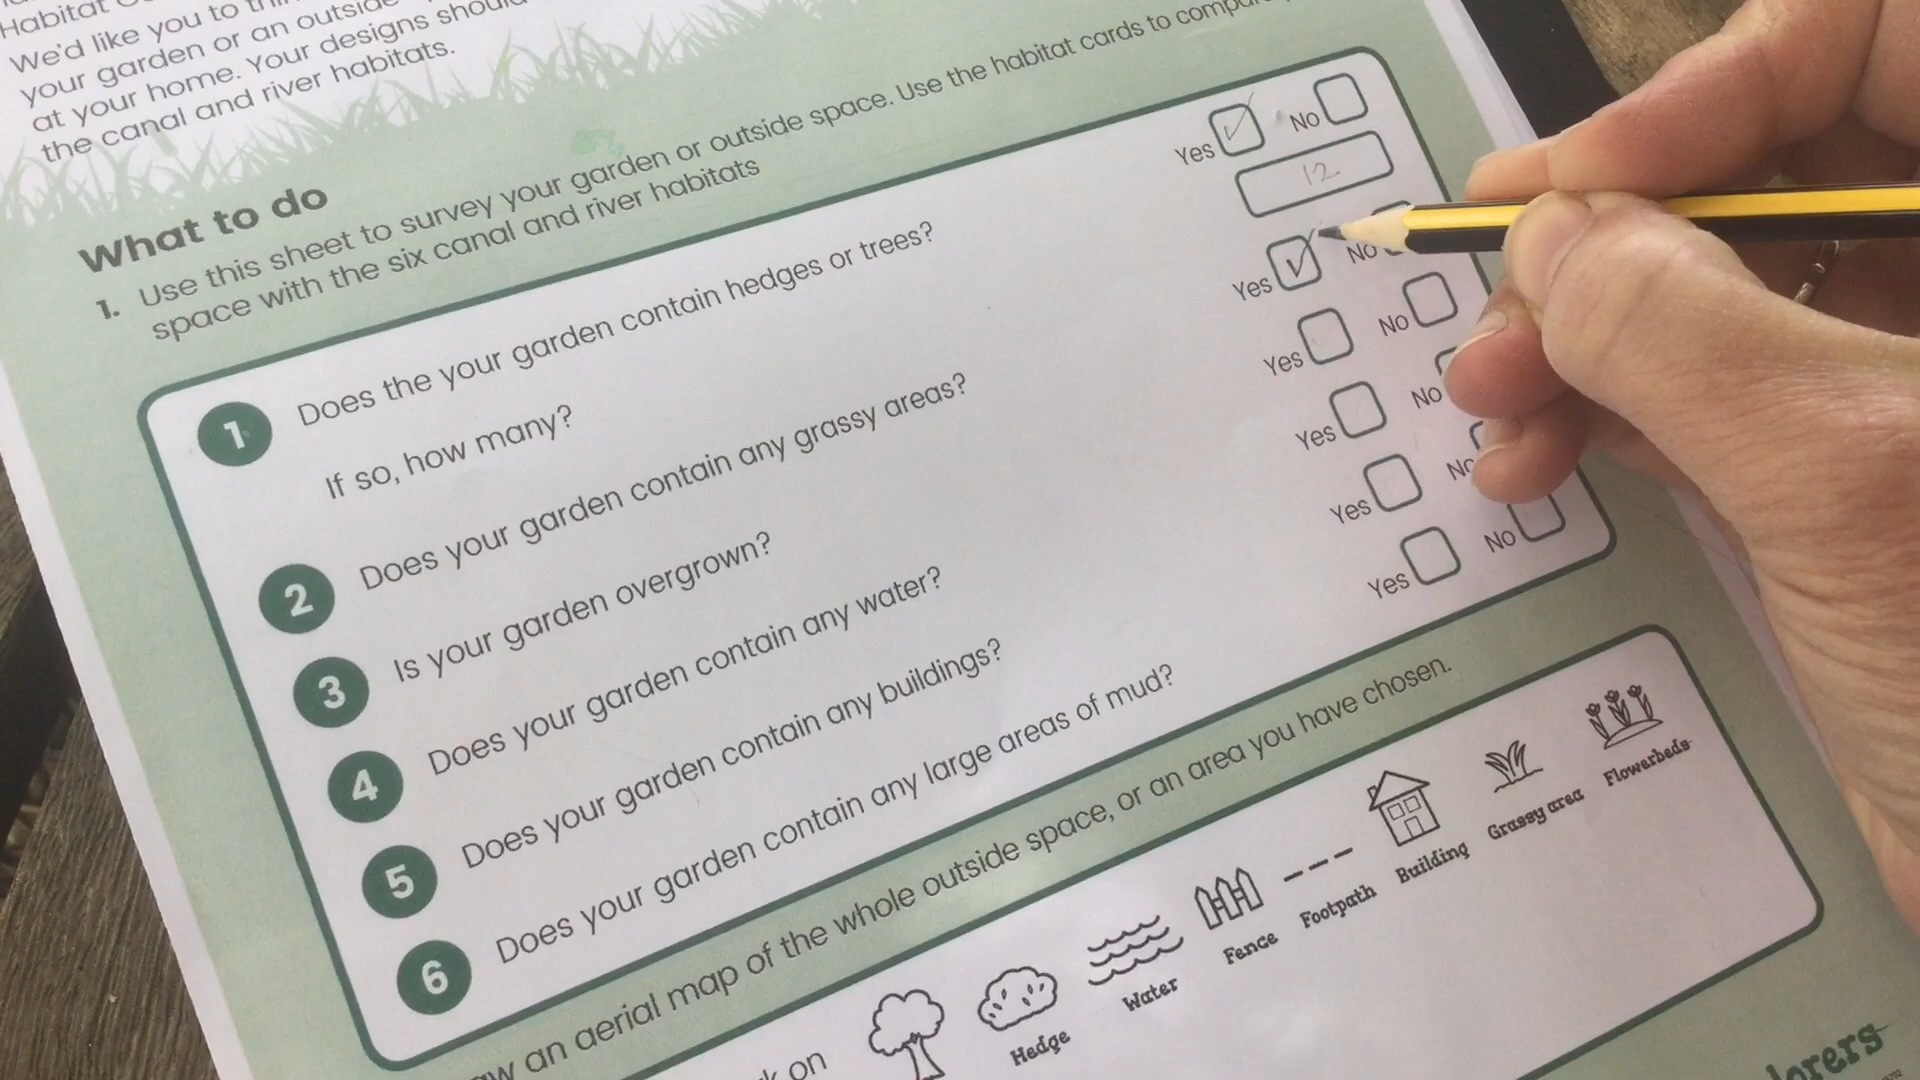 Habitat
We'd like you to
your garden or an outside
at your home. Your designs should
the canal and river habitats.
What to do
1. Use this sheet to survey your garden or outside space. Use the habitat cards to compare
space with the six canal and river habitats
1 Does the your garden contain hedges or trees? Yes ✓ No
If so, how many? 12
2 Does your garden contain any grassy areas? Yes ✓ No
3 Is your garden overgrown? Yes No
4 Does your garden contain any water? Yes No
5 Does your garden contain any buildings? Yes No
6 Does your garden contain any large areas of mud? Yes No
an aerial map of the whole outside space, or an area you have chosen.
on
Hedge
Water
Fence
Footpath
Building
Grassy area
Flowerbeds